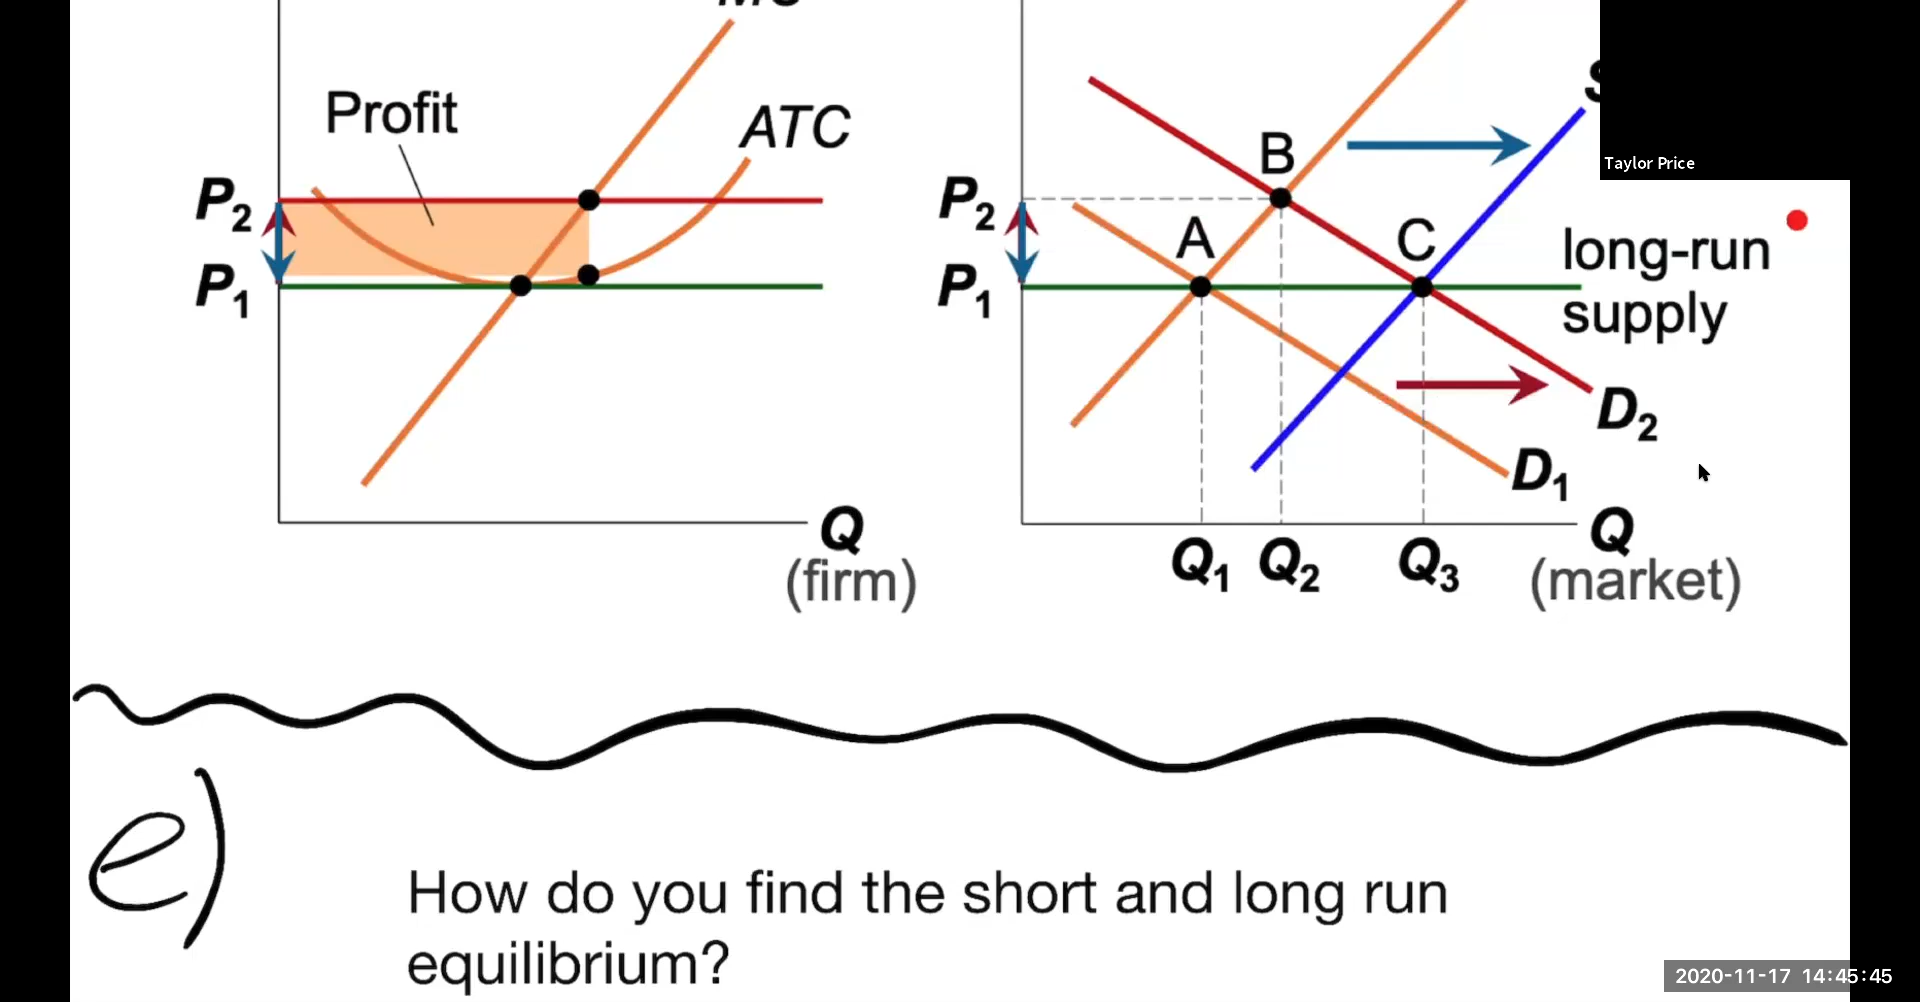 MC
Profit
ATC
P2
P1
Q
(firm)
B
A
C
P2
P1
S
long-run
supply
D2
D1
Q1 Q2 Q3
Q
(market)
Taylor Price
e)
How do you find the short and long run
equilibrium?
2020-11-17 14:45:45